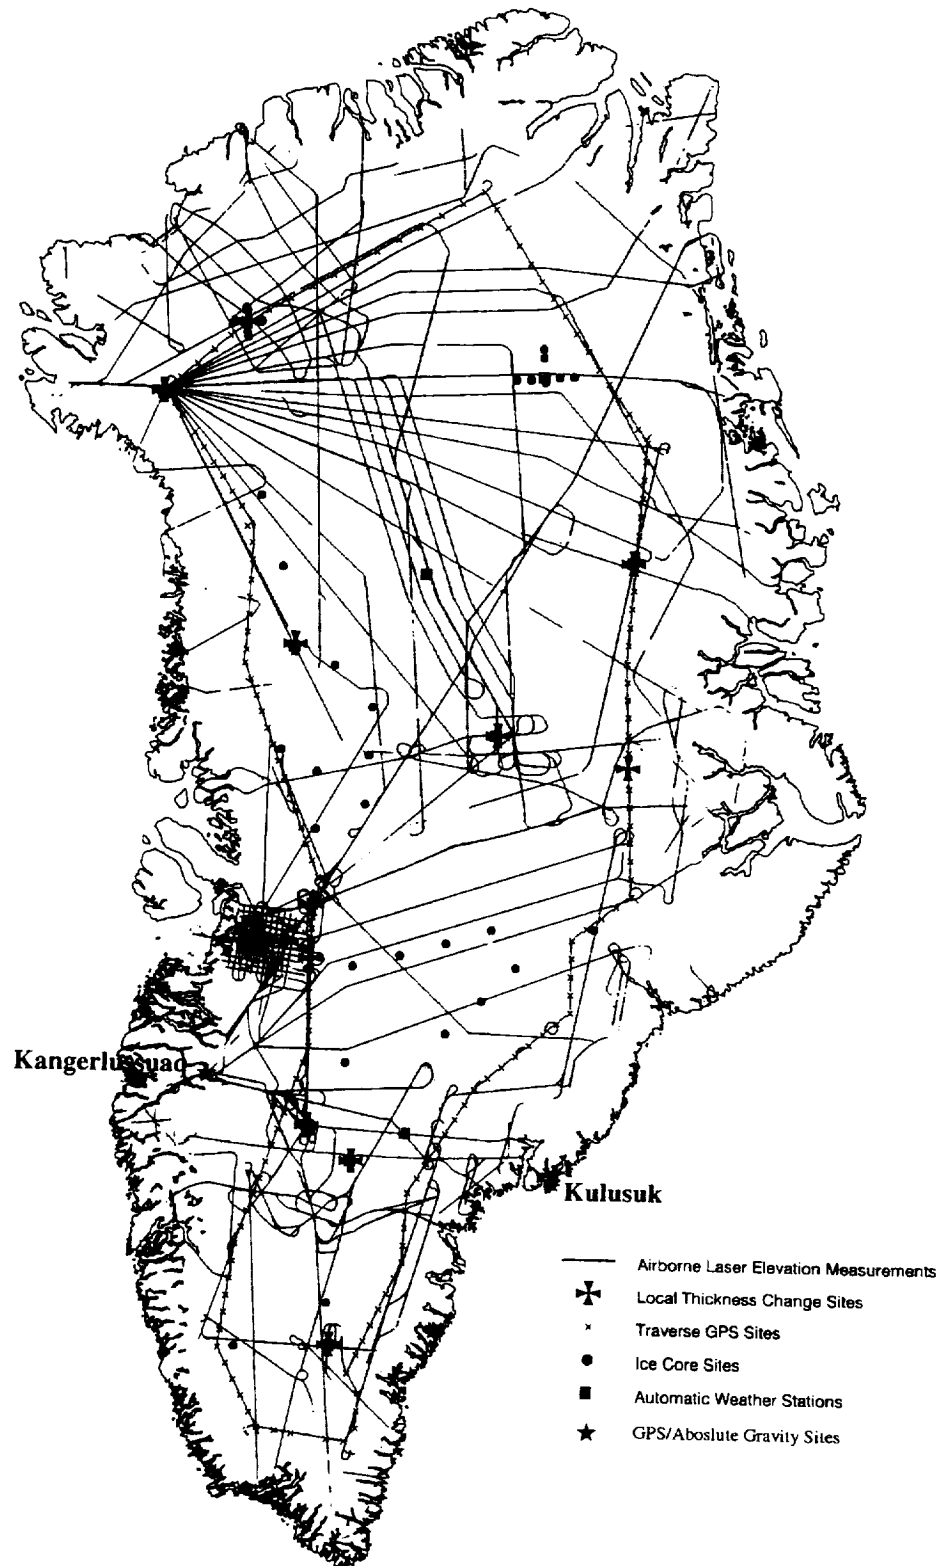 Kangerlussuaq
Kulusuk
Airborne Laser Elevation Measurements
Local Thickness Change Sites
Traverse GPS Sites
Ice Core Sites
Automatic Weather Stations
GPS/Aboslute Gravity Sites